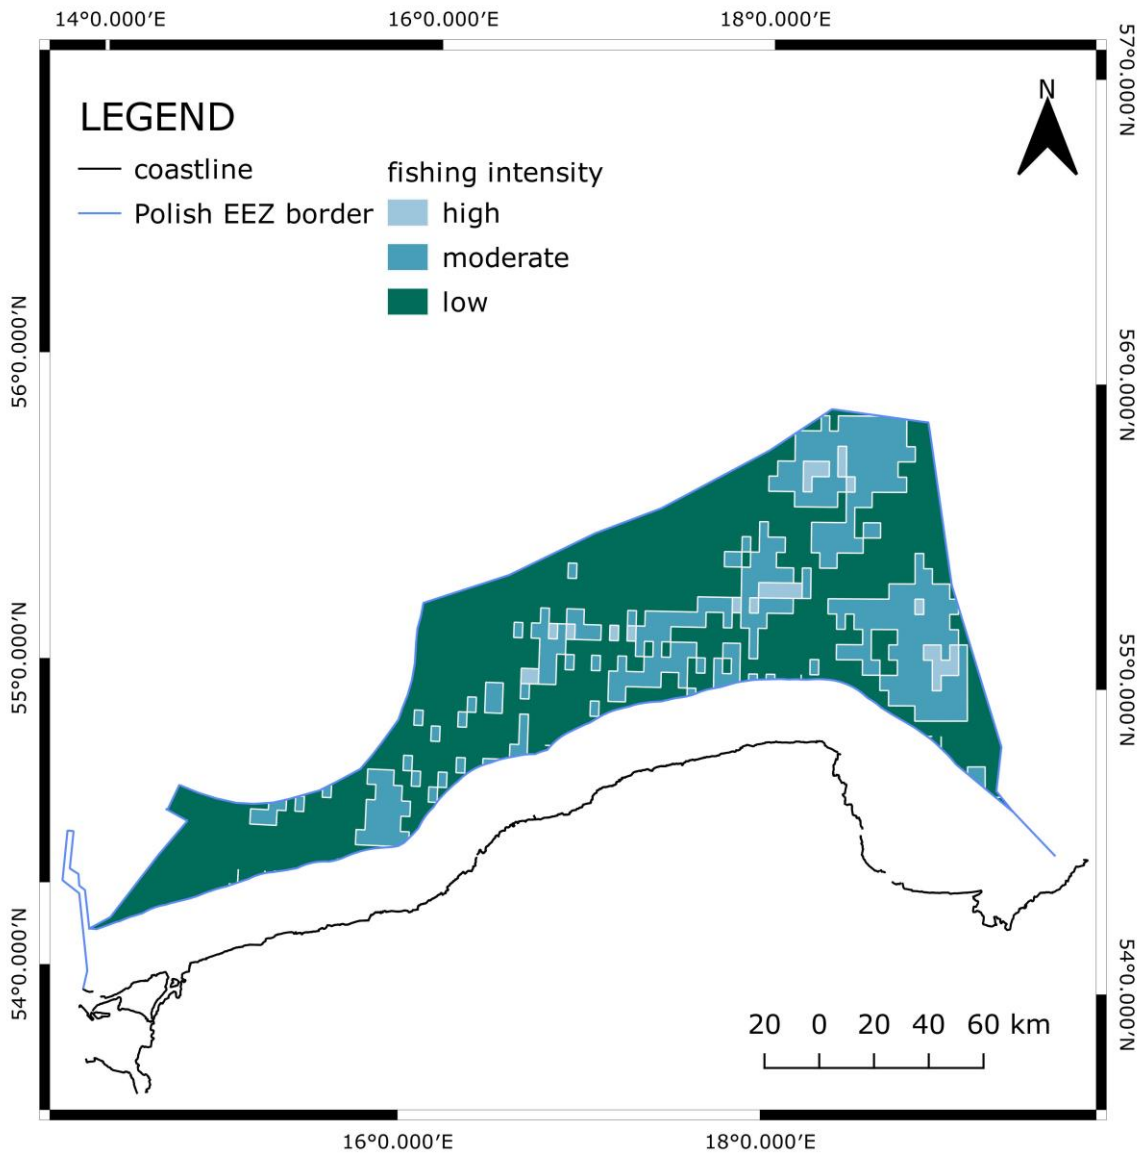 14°0.000′E 16°0.000′E 18°0.000′E
57°0.000′N
N
LEGEND
coastline
Polish EEZ border
fishing intensity
high
moderate
low
56°0.000′N
56°0.000′N
55°0.000′N
55°0.000′N
54°0.000′N
54°0.000′N
20 0 20 40 60 km
16°0.000′E 18°0.000′E